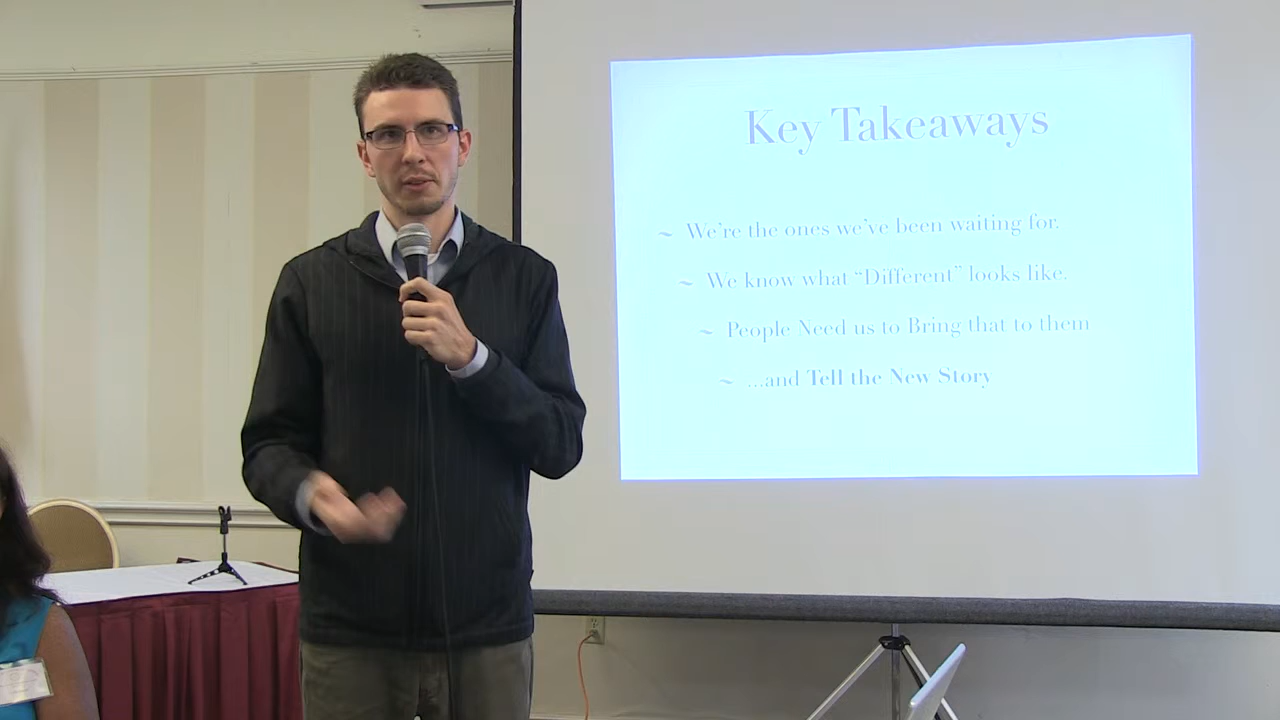 Key Takeaways
~ We're the ones we've been waiting for.
~ We know what “Different” looks like.
~ People Need us to Bring that to them
~ ...and Tell the New Story